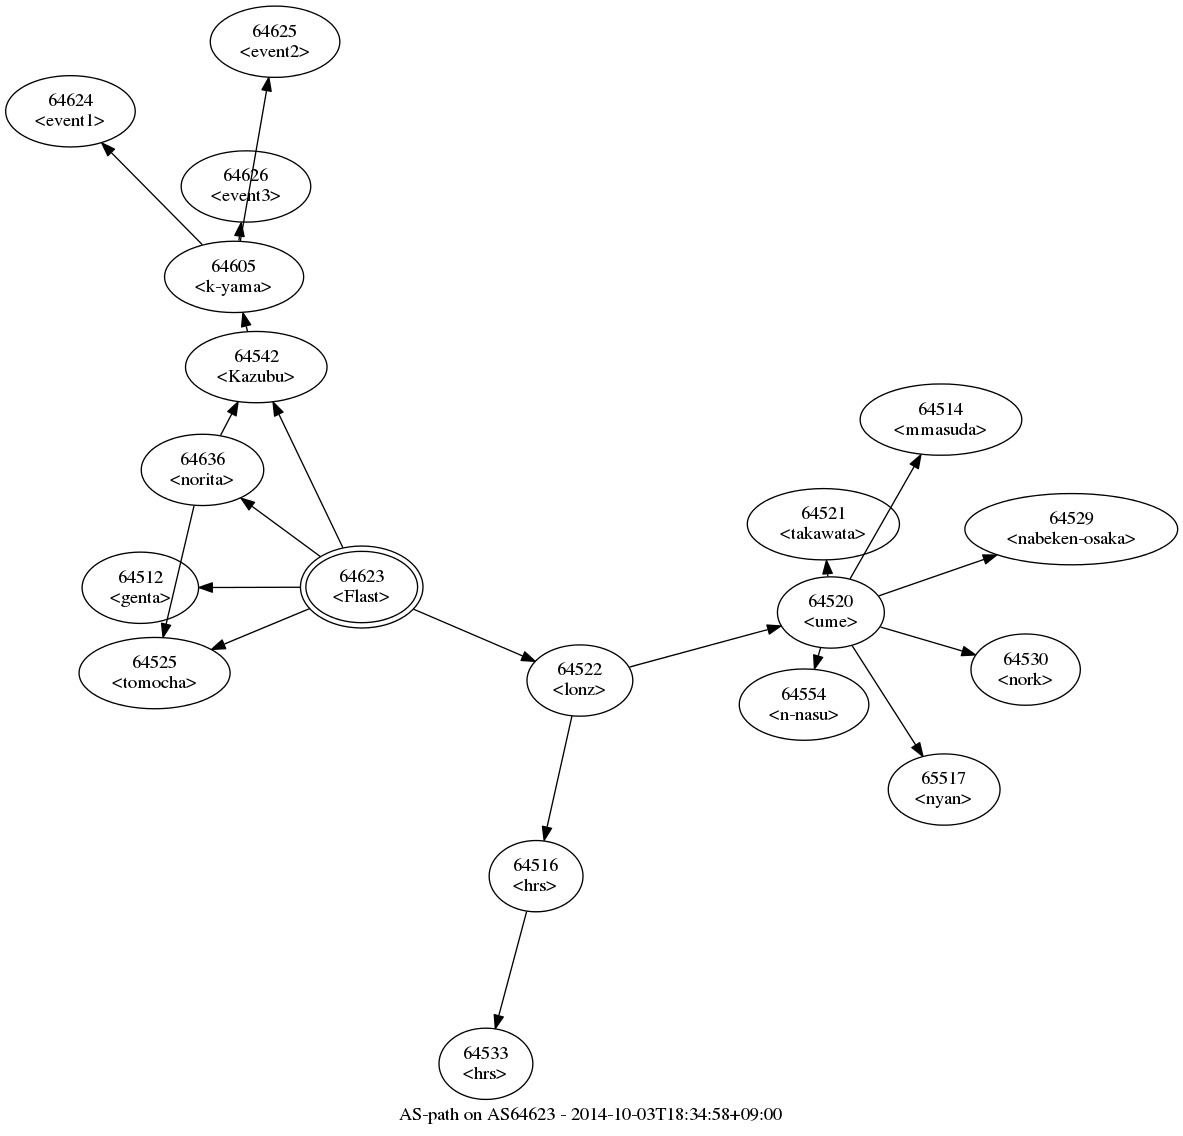 64625
<event2>
64624
<event1>
64626
<event3>
64605
<k-yama>
64542
<Kazubu>
64514
<mmasuda>
64636
<norita>
64521
<takawata>
64529
<nabeken-osaka>
64512
<genta>
64623
<Flast>
64520
<ume>
64525
<tomocha>
64522
<lonz>
64530
<nork>
64554
<n-nasu>
65517
<nyan>
64516
<hrs>
64533
<hrs>
AS-path on AS64623 - 2014-10-03T18:34:58+09:00